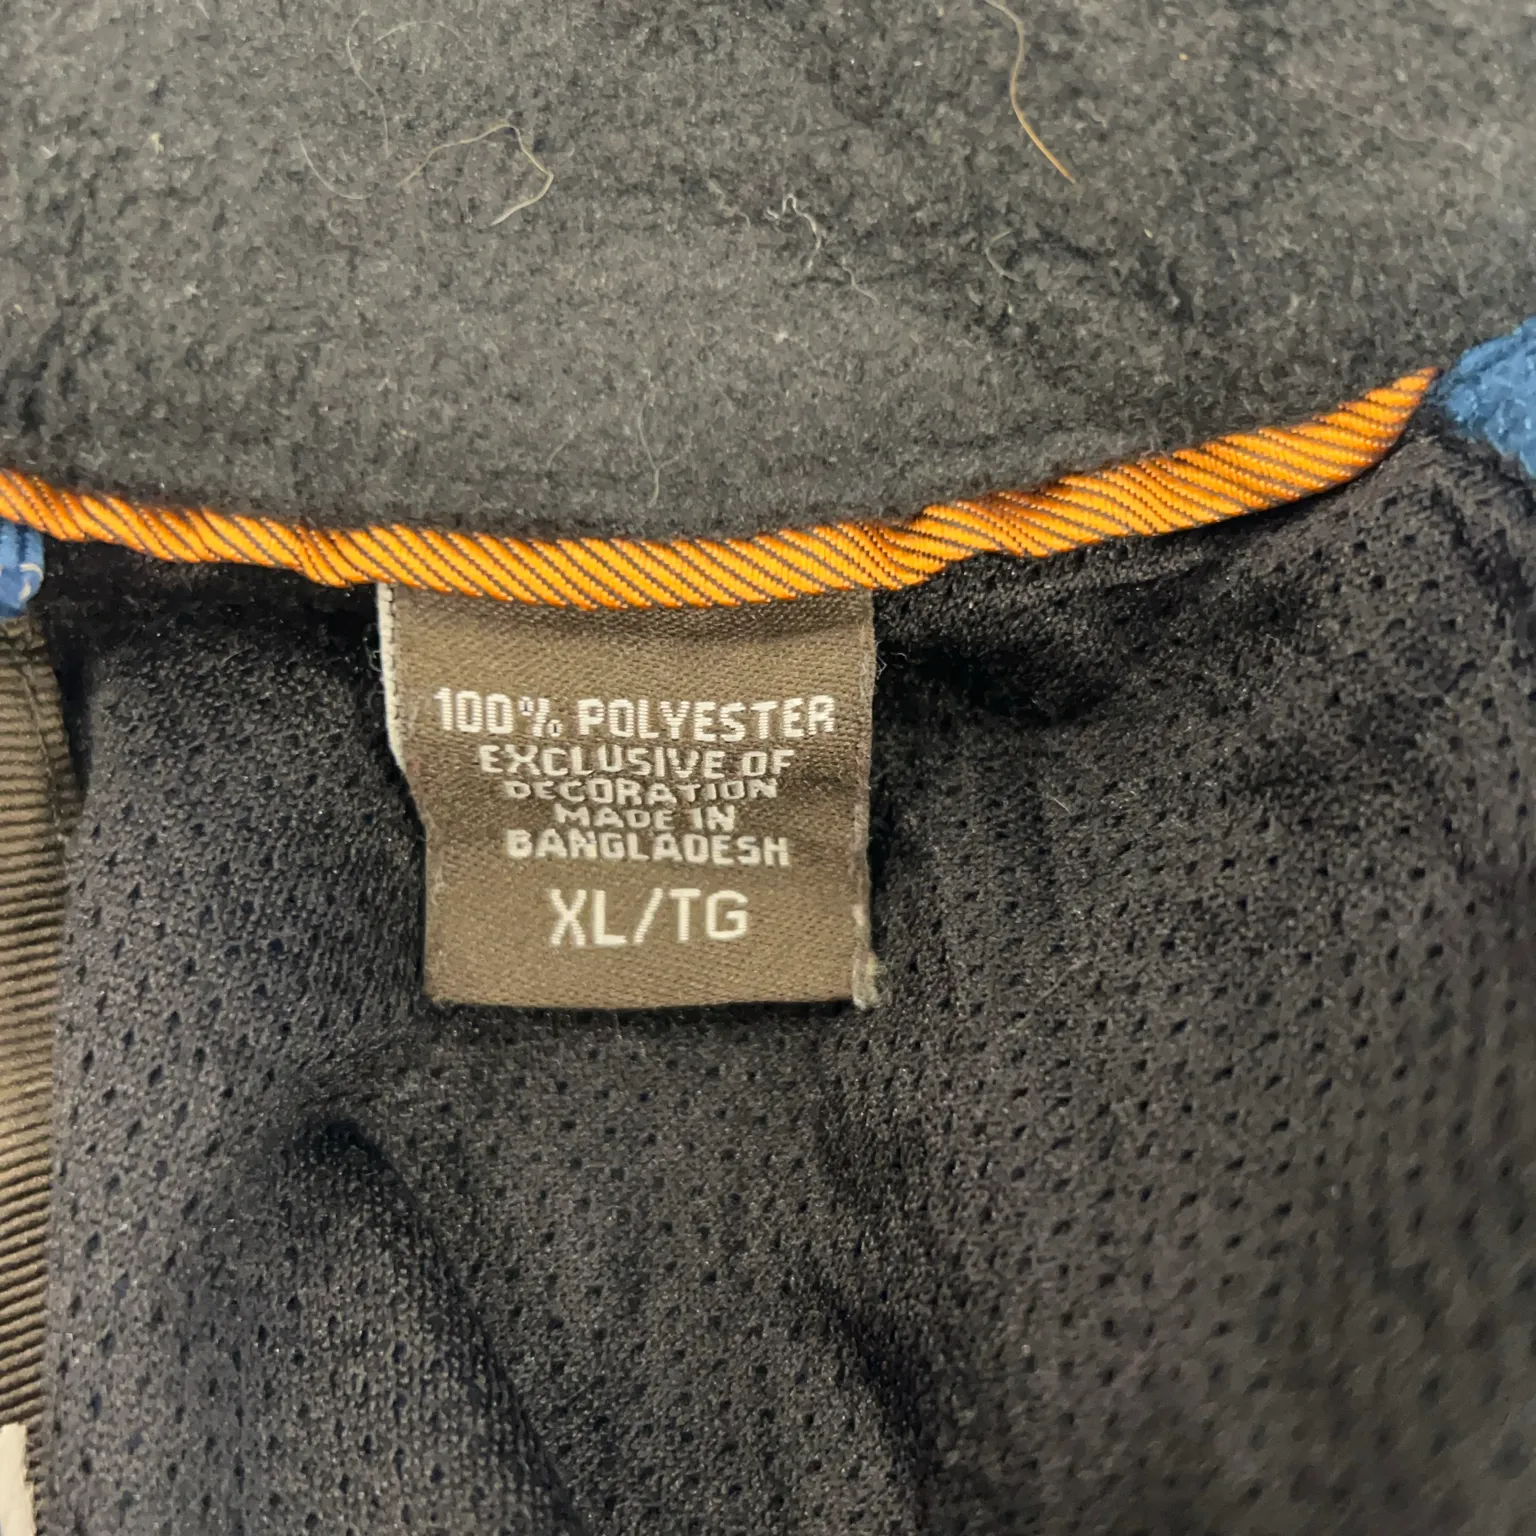 100% POLYESTER
EXCLUSIVE OF
DECORATION
MADE IN
BANGLADESH
XL/TG